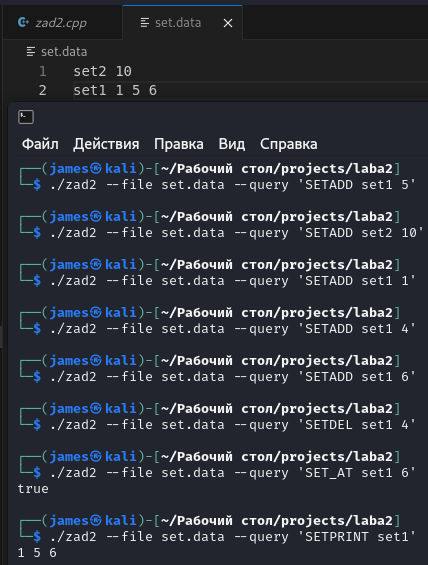 zad2.cpp set.data
set.data
1 set2 10
2 set1 1 5 6
Файл Действия Правка Вид Справка
┌──(james㉿kali)-[~/Рабочий стол/projects/laba2]
└─$ ./zad2 --file set.data --query 'SETADD set1 5'
┌──(james㉿kali)-[~/Рабочий стол/projects/laba2]
└─$ ./zad2 --file set.data --query 'SETADD set2 10'
┌──(james㉿kali)-[~/Рабочий стол/projects/laba2]
└─$ ./zad2 --file set.data --query 'SETADD set1 1'
┌──(james㉿kali)-[~/Рабочий стол/projects/laba2]
└─$ ./zad2 --file set.data --query 'SETADD set1 4'
┌──(james㉿kali)-[~/Рабочий стол/projects/laba2]
└─$ ./zad2 --file set.data --query 'SETADD set1 6'
┌──(james㉿kali)-[~/Рабочий стол/projects/laba2]
└─$ ./zad2 --file set.data --query 'SETDEL set1 4'
┌──(james㉿kali)-[~/Рабочий стол/projects/laba2]
└─$ ./zad2 --file set.data --query 'SET_AT set1 6'
true
┌──(james㉿kali)-[~/Рабочий стол/projects/laba2]
└─$ ./zad2 --file set.data --query 'SETPRINT set1'
1 5 6